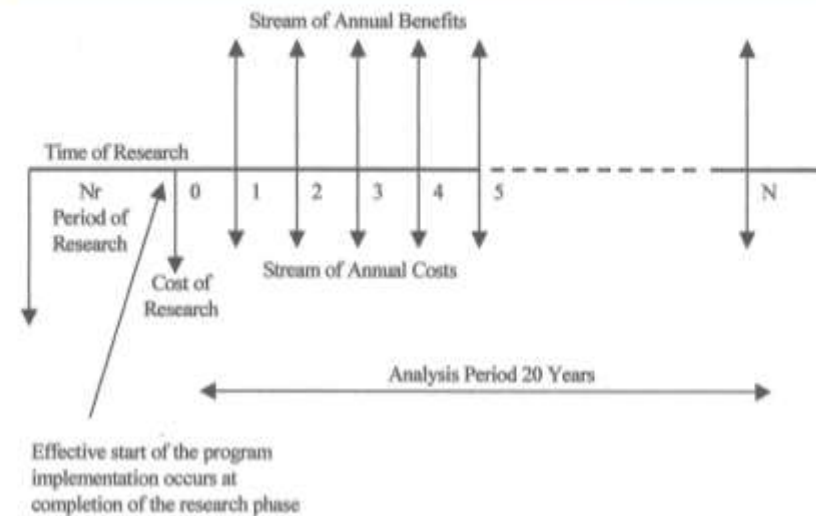 Stream of Annual Benefits
Time of Research
Nr
Period of
Research
0
1
2
3
4
5
N
Cost of
Research
Stream of Annual Costs
Analysis Period 20 Years
Effective start of the program
implementation occurs at
completion of the research phase